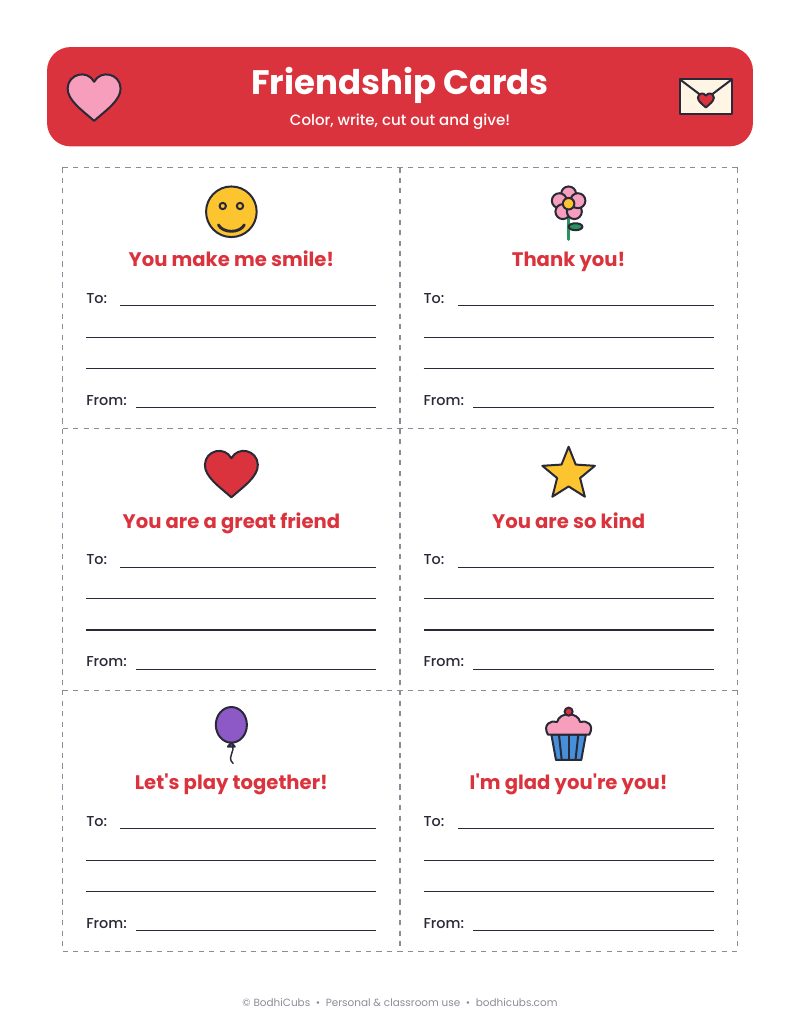 Friendship Cards
Color, write, cut out and give!
You make me smile!
To:
From:
Thank you!
To:
From:
You are a great friend
To:
From:
You are so kind
To:
From:
Let's play together!
To:
From:
I'm glad you're you!
To:
From:
© BodhiCubs • Personal & classroom use • bodhicubs.com